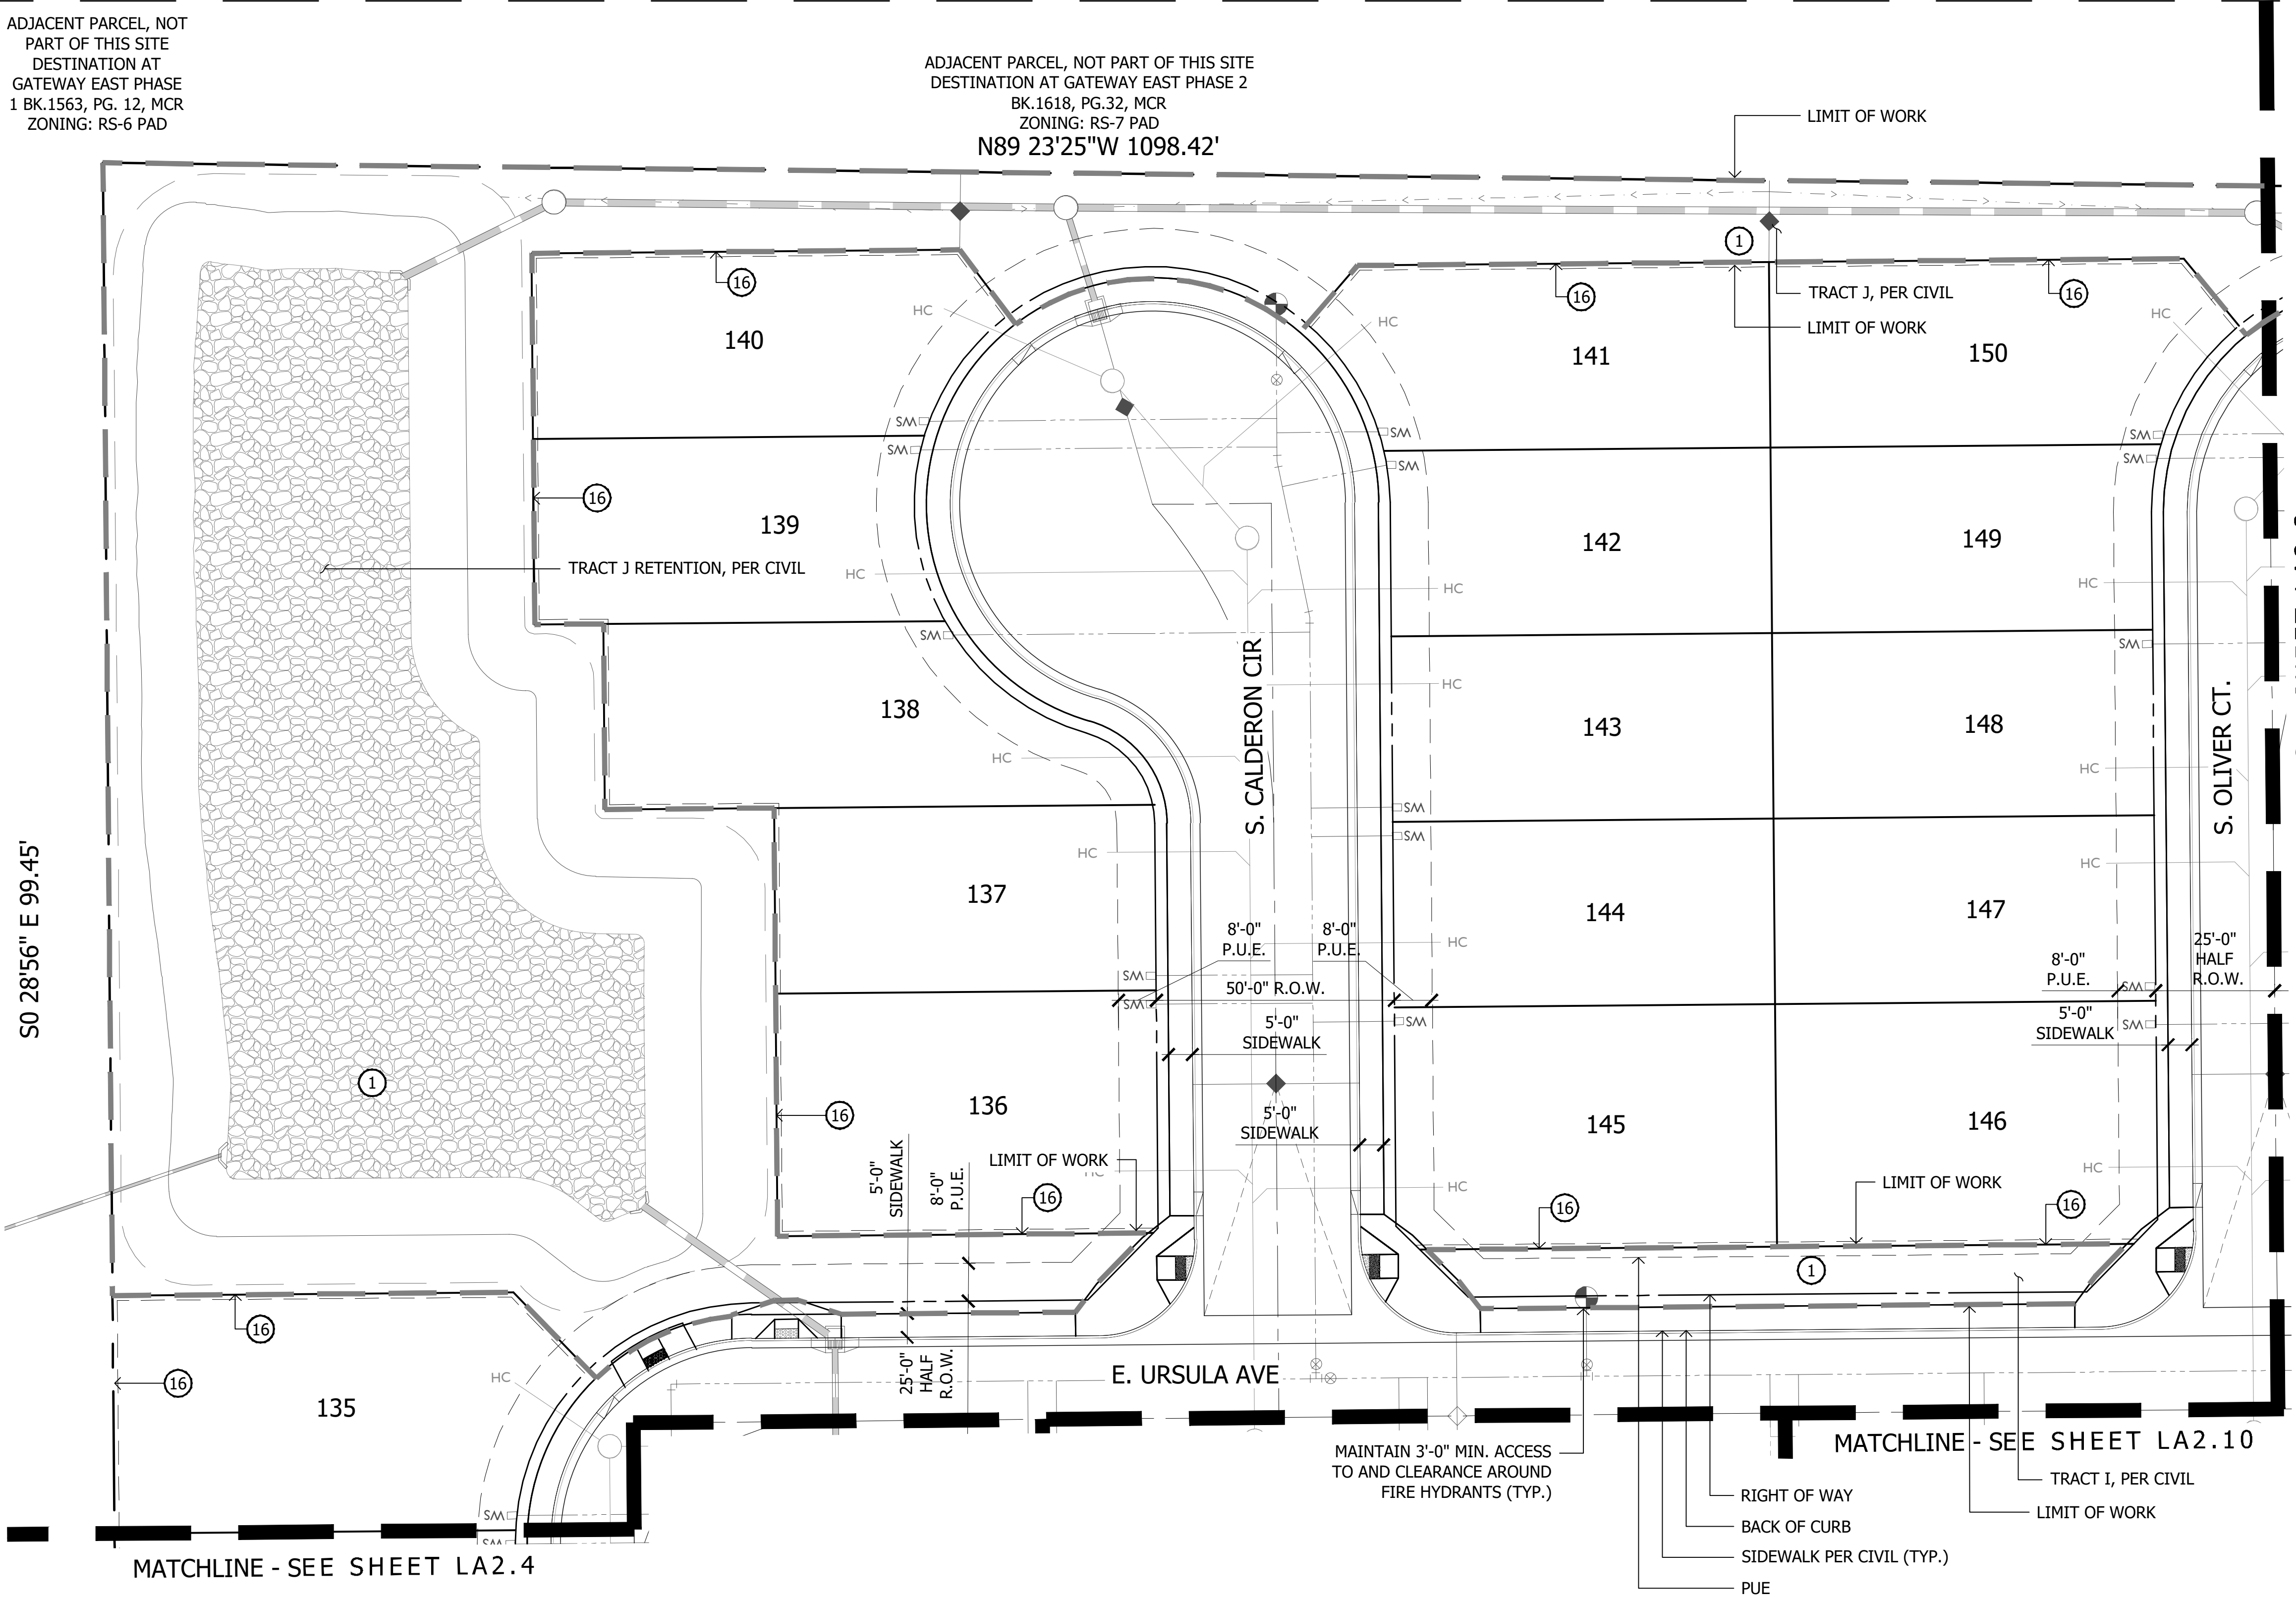 ADJACENT PARCEL, NOT
PART OF THIS SITE
DESTINATION AT
GATEWAY EAST PHASE
1 BK.1563, PG. 12, MCR
ZONING: RS-6 PAD
ADJACENT PARCEL, NOT PART OF THIS SITE
DESTINATION AT GATEWAY EAST PHASE 2
BK.1618, PG.32, MCR
ZONING: RS-7 PAD
N89 23'25"W 1098.42'
LIMIT OF WORK
1
16
16
16
TRACT J, PER CIVIL
LIMIT OF WORK
HC
HC
HC
140
141
150
SM
SM
SM
SM
SM
SM
SM
16
139
142
149
TRACT J RETENTION, PER CIVIL
HC
HC
HC
SM
SM
HC
138
143
148
S. CALDERON CIR
S. OLIVER CT.
HC
HC
SM
SM
HC
HC
S0 28'56" E 99.45'
137
144
147
8'-0"
P.U.E.
8'-0"
P.U.E.
HC
25'-0"
HALF
R.O.W.
8'-0"
P.U.E.
SM
SM
SM
50'-0" R.O.W.
SM
SM
5'-0"
SIDEWALK
5'-0"
SIDEWALK
1
16
136
5'-0"
SIDEWALK
145
146
5'-0"
SIDEWALK
8'-0"
P.U.E.
LIMIT OF WORK
HC
HC
HC
16
LIMIT OF WORK
16
16
1
16
16
135
HC
25'-0"
HALF
R.O.W.
E. URSULA AVE
MATCHLINE - SEE SHEET LA2.10
MAINTAIN 3'-0" MIN. ACCESS
TO AND CLEARANCE AROUND
FIRE HYDRANTS (TYP.)
TRACT I, PER CIVIL
RIGHT OF WAY
LIMIT OF WORK
BACK OF CURB
SIDEWALK PER CIVIL (TYP.)
PUE
SM
SM
MATCHLINE - SEE SHEET LA2.4